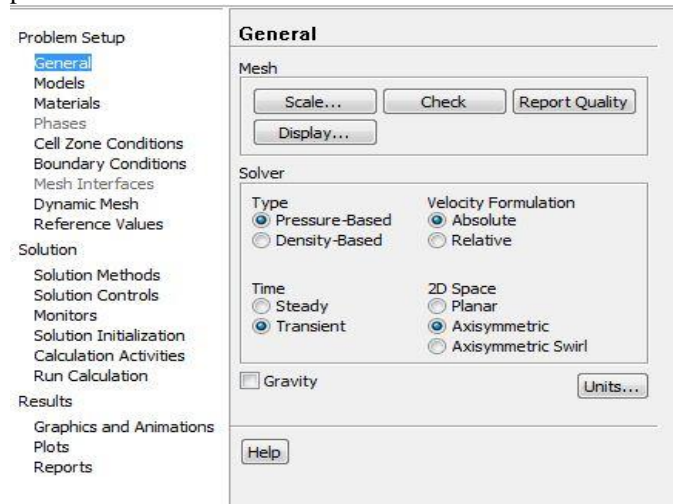 Problem Setup
General
Models
Materials
Phases
Cell Zone Conditions
Boundary Conditions
Mesh Interfaces
Dynamic Mesh
Reference Values
Solution
Solution Methods
Solution Controls
Monitors
Solution Initialization
Calculation Activities
Run Calculation
Results
Graphics and Animations
Plots
Reports
General
Mesh
Scale... Check Report Quality
Display...
Solver
Type Velocity Formulation
Pressure-Based Absolute
Density-Based Relative
Time 2D Space
Steady Planar
Transient Axisymmetric
Axisymmetric Swirl
Gravity Units...
Help